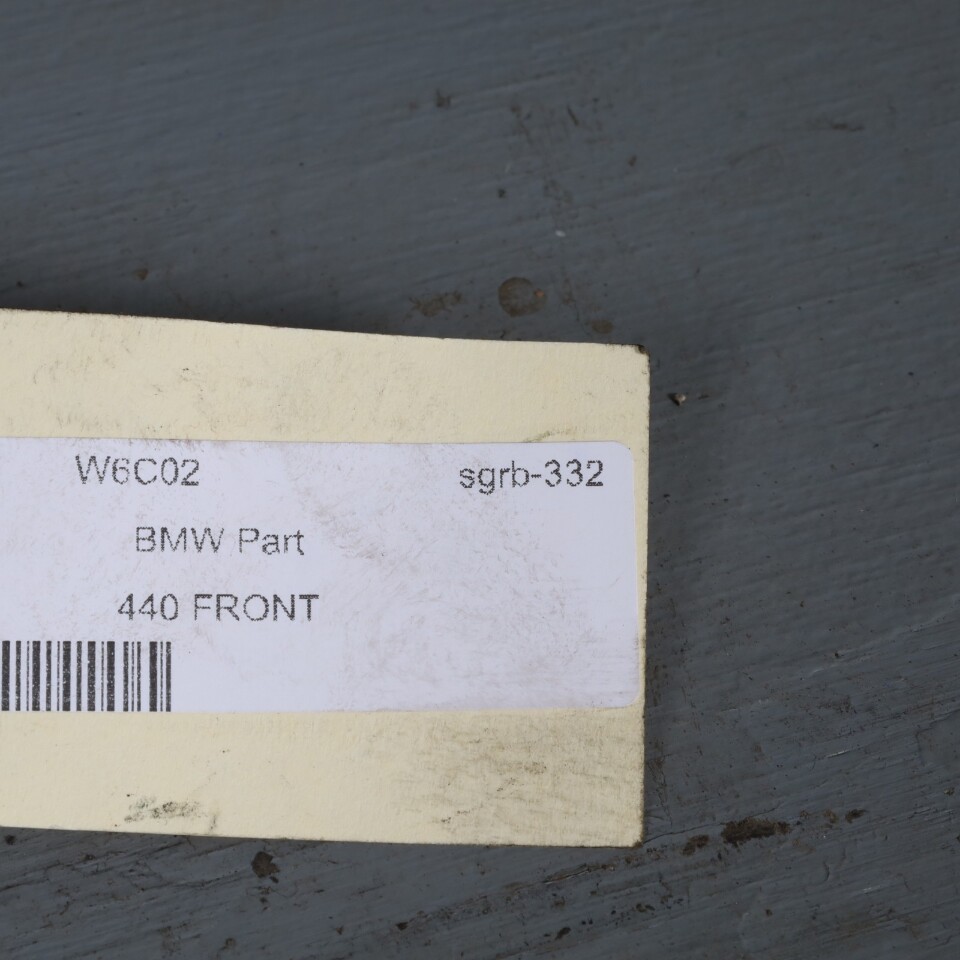 W6C02 sgrb-332
BMW Part
440 FRONT